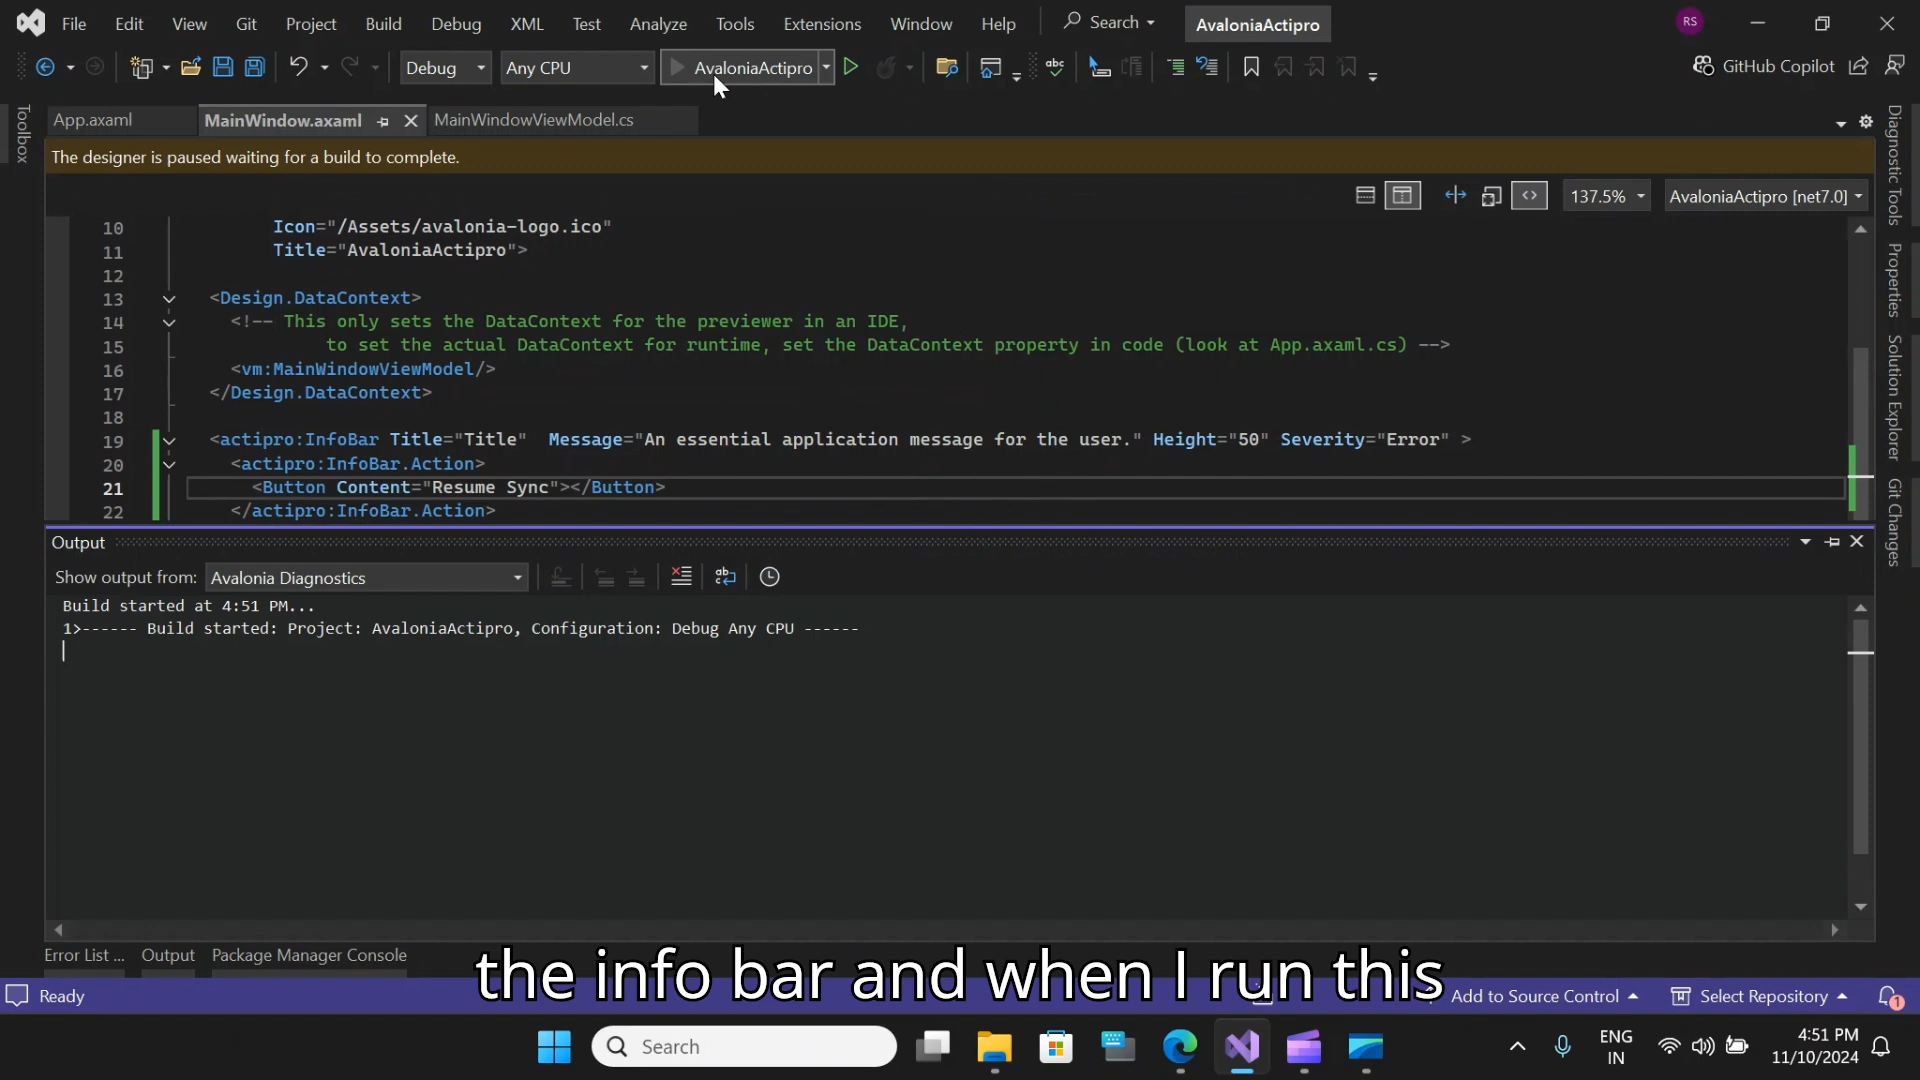 File Edit View Git Project Build Debug XML Test Analyze Tools Extensions Window Help Search AvaloniaActipro RS
Debug Any CPU AvaloniaActipro GitHub Copilot
Toolbox
App.axaml MainWindow.axaml MainWindowViewModel.cs
The designer is paused waiting for a build to complete.
137.5% AvaloniaActipro [net7.0]
10 Icon="/Assets/avalonia-logo.ico"
11 Title="AvaloniaActipro">
12
13 <Design.DataContext>
14 <!-- This only sets the DataContext for the previewer in an IDE,
15 to set the actual DataContext for runtime, set the DataContext property in code (look at App.axaml.cs) -->
16 <vm:MainWindowViewModel/>
17 </Design.DataContext>
18
19 <actipro:InfoBar Title="Title"  Message="An essential application message for the user." Height="50" Severity="Error" >
20 <actipro:InfoBar.Action>
21 <Button Content="Resume Sync"></Button>
22 </actipro:InfoBar.Action>
Diagnostic Tools
Properties
Solution Explorer
Git Changes
Output
Show output from: Avalonia Diagnostics
Build started at 4:51 PM...
1>------ Build started: Project: AvaloniaActipro, Configuration: Debug Any CPU ------
Error List ... Output Package Manager Console
the info bar and when I run this
Ready Add to Source Control Select Repository 1
Search ENG 4:51 PM
IN 11/10/2024